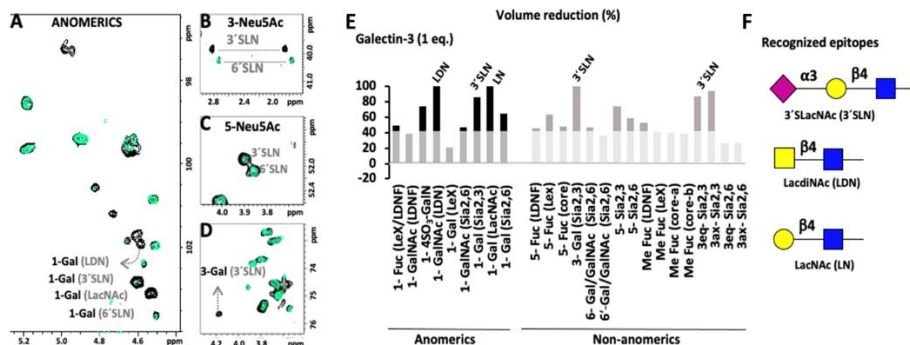 A
ANOMERICS
ppm
98
100
102
1-Gal (LDN)
1-Gal (3´SLN)
1-Gal (LacNAc)
1-Gal (6´SLN)
5.2
5.0
4.8
4.6
ppm
B
3-Neu5Ac
3´SLN
6´SLN
ppm
40.0
41.0
2.8
2.4
2.0
ppm
C
5-Neu5Ac
3´SLN
6´SLN
ppm
52.0
52.4
4.0
3.9
3.8
ppm
D
3-Gal (3´SLN)
ppm
74
75
76
4.2
4.0
3.8
ppm
E
Volume reduction (%)
Galectin-3 (1 eq.)
100
80
60
40
20
0
LDN
3´SLN
LN
3´SLN
3´SLN
1- Fuc (LeX/LDNF)
1- GalNAc (LDNF)
1- 4SO₃-GalN
1- GalNAc (LDN)
1- Gal (LeX)
1- GalNAc (Sia2,6)
1- Gal (Sia2,3)
1- Gal (LacNAc)
1- Gal (Sia2,6)
5- Fuc (LDNF)
5- Fuc (Lex)
5- Fuc (core)
3- Gal (Sia2,3)
6- Gal/GalNAc (Sia2,6)
6'-Gal/GalNAc (Sia2,6)
5- Sia2,3
5- Sia2,6
Me Fuc (LDNF)
Me Fuc (LeX)
Me Fuc (core-a)
Me Fuc (core-b)
3eq- Sia2,3
3ax- Sia2,3
3eq- Sia2,6
3ax- Sia2,6
Anomerics
Non-anomerics
F
Recognized epitopes
α3
β4
3´SLacNAc (3´SLN)
β4
LacdiNAc (LDN)
β4
LacNAc (LN)